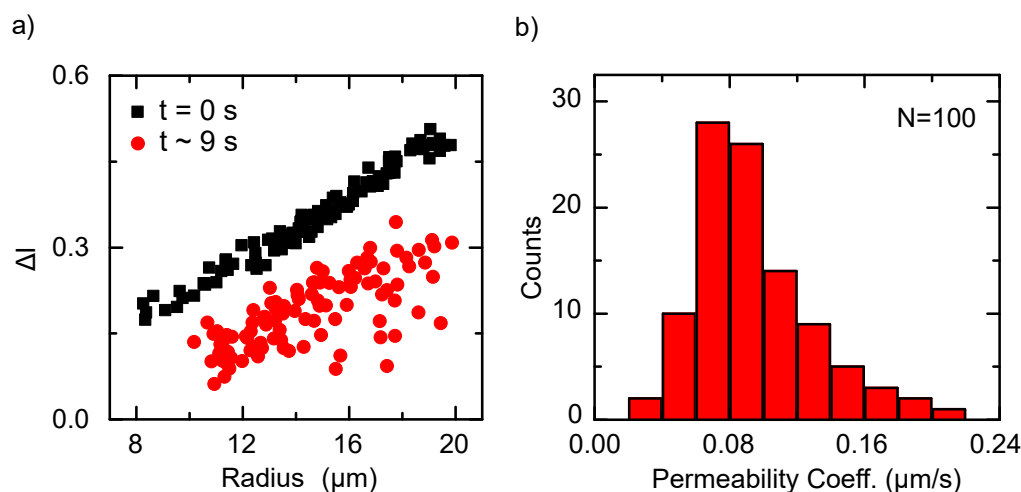 a)
0.6
0.3
0.0
ΔI
t = 0 s
t ~ 9 s
8 12 16 20
Radius (µm)
b)
30
20
10
0
Counts
N=100
0.00 0.08 0.16 0.24
Permeability Coeff. (µm/s)